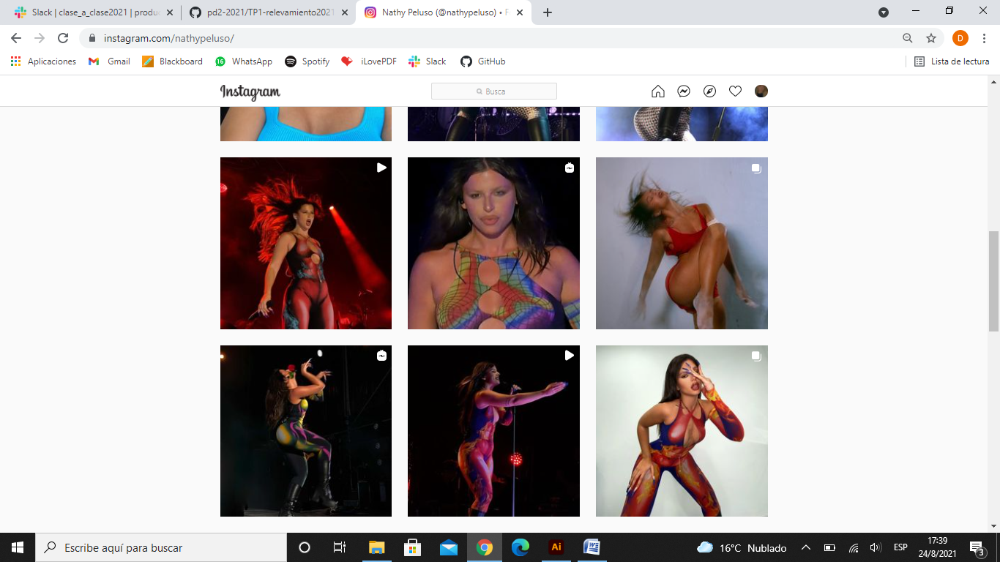 Slack | clase_a_clase2021 | produ
pd2-2021/TP1-relevamiento2021
Nathy Peluso (@nathypeluso) • F
instagram.com/nathypeluso/
D
Aplicaciones
Gmail
Blackboard
16
WhatsApp
Spotify
iLovePDF
Slack
GitHub
Lista de lectura
Instagram
Busca
Escribe aquí para buscar
Ai
W
16°C Nublado
ESP
17:39
24/8/2021
3